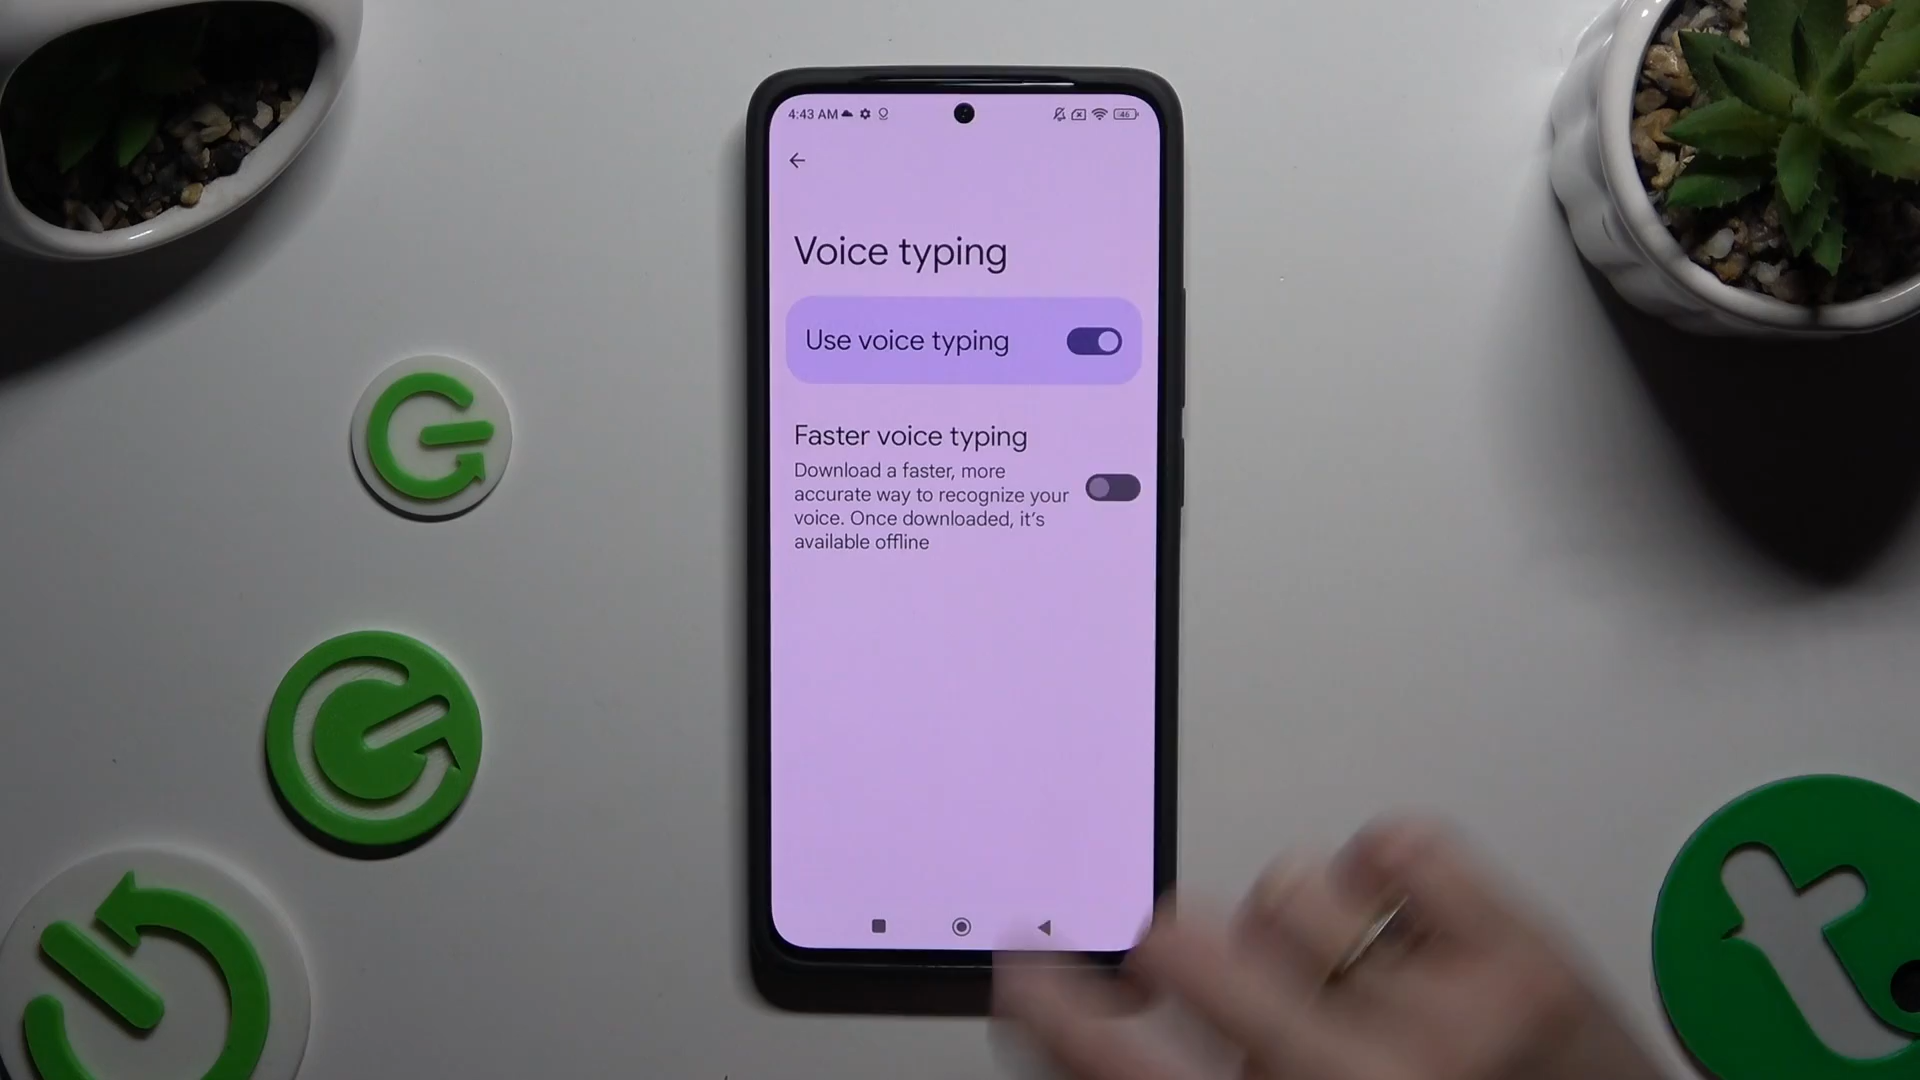 4:43 AM
46
Voice typing
Use voice typing
Faster voice typing
Download a faster, more
accurate way to recognize your
voice. Once downloaded, it's
available offline